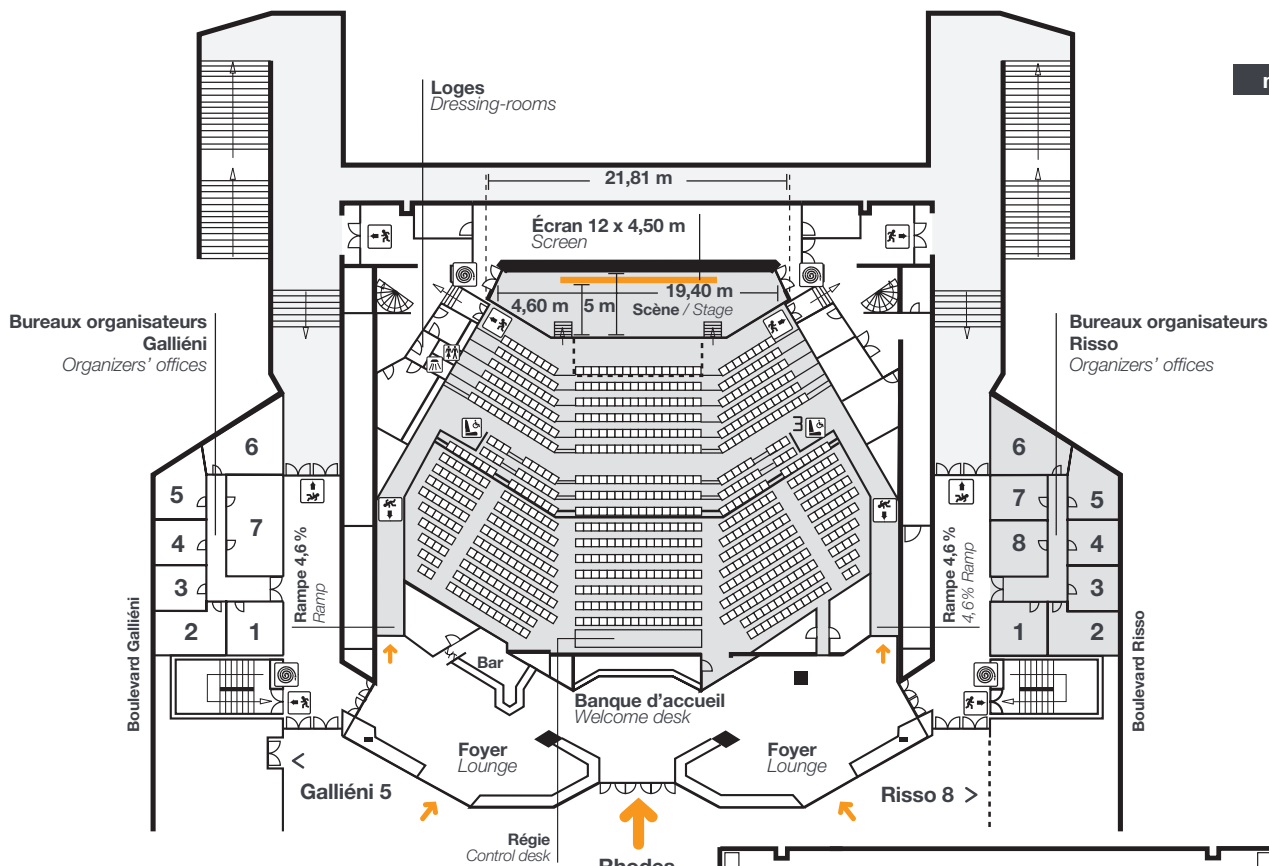 Loges
Dressing-rooms
21,81 m
Écran 12 x 4,50 m
Screen
19,40 m
4,60 m
5 m
Scène / Stage
Bureaux organisateurs
Galliéni
Organizers' offices
Bureaux organisateurs
Risso
Organizers' offices
6
5
7
4
3
2
1
Rampe 4,6 %
Ramp
Boulevard Galliéni
6
7
5
8
4
3
1
2
Rampe 4,6 %
4,6% Ramp
Boulevard Risso
Bar
Banque d'accueil
Welcome desk
Foyer
Lounge
Foyer
Lounge
< Galliéni 5
Risso 8 >
Régie
Control desk
Rhodes